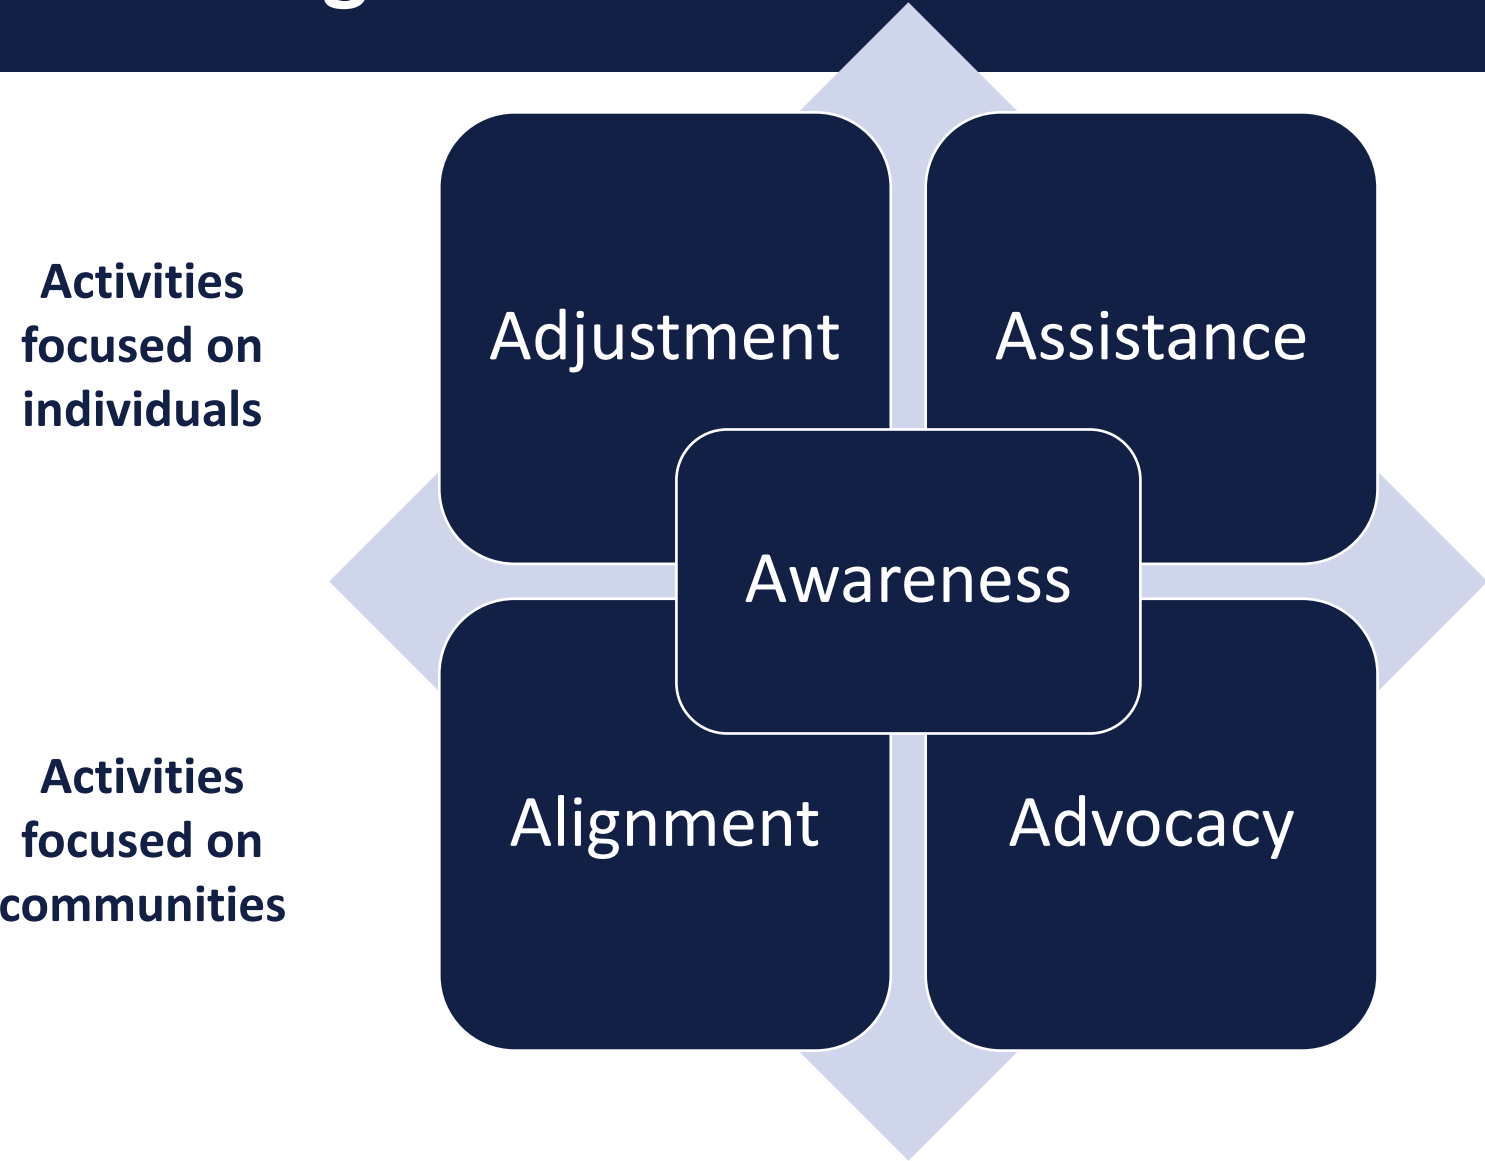 Activities
focused on
individuals
Adjustment
Assistance
Awareness
Activities
focused on
communities
Alignment
Advocacy